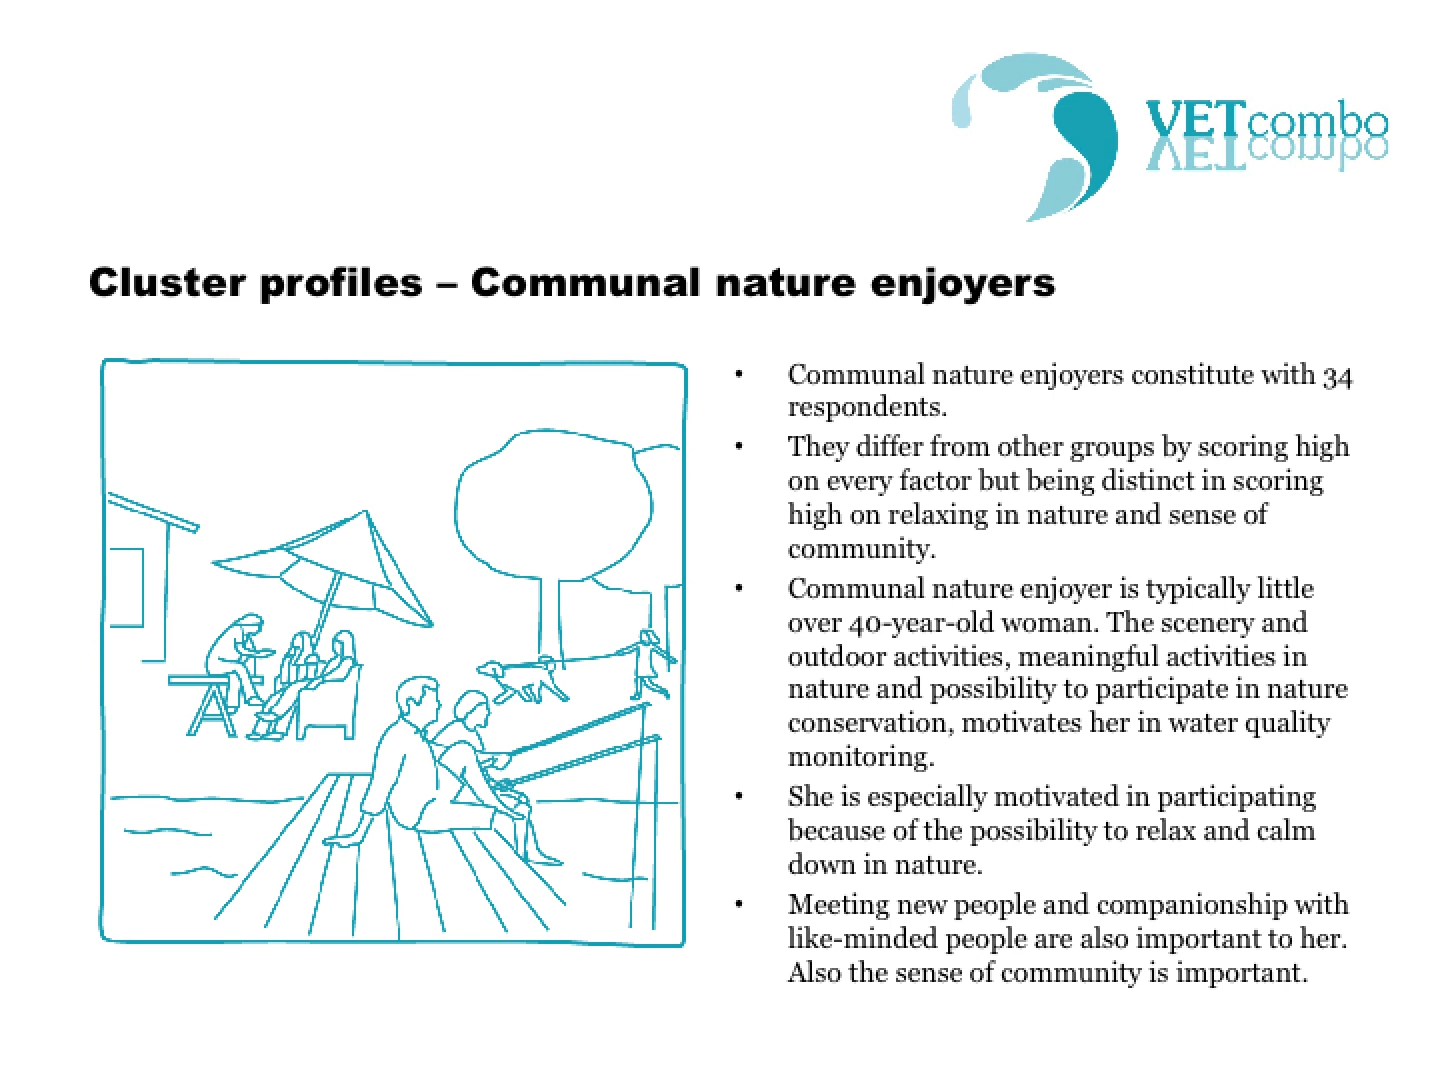 VETcombo
Cluster profiles – Communal nature enjoyers
• Communal nature enjoyers constitute with 34
respondents.
• They differ from other groups by scoring high
on every factor but being distinct in scoring
high on relaxing in nature and sense of
community.
• Communal nature enjoyer is typically little
over 40-year-old woman. The scenery and
outdoor activities, meaningful activities in
nature and possibility to participate in nature
conservation, motivates her in water quality
monitoring.
• She is especially motivated in participating
because of the possibility to relax and calm
down in nature.
• Meeting new people and companionship with
like-minded people are also important to her.
Also the sense of community is important.